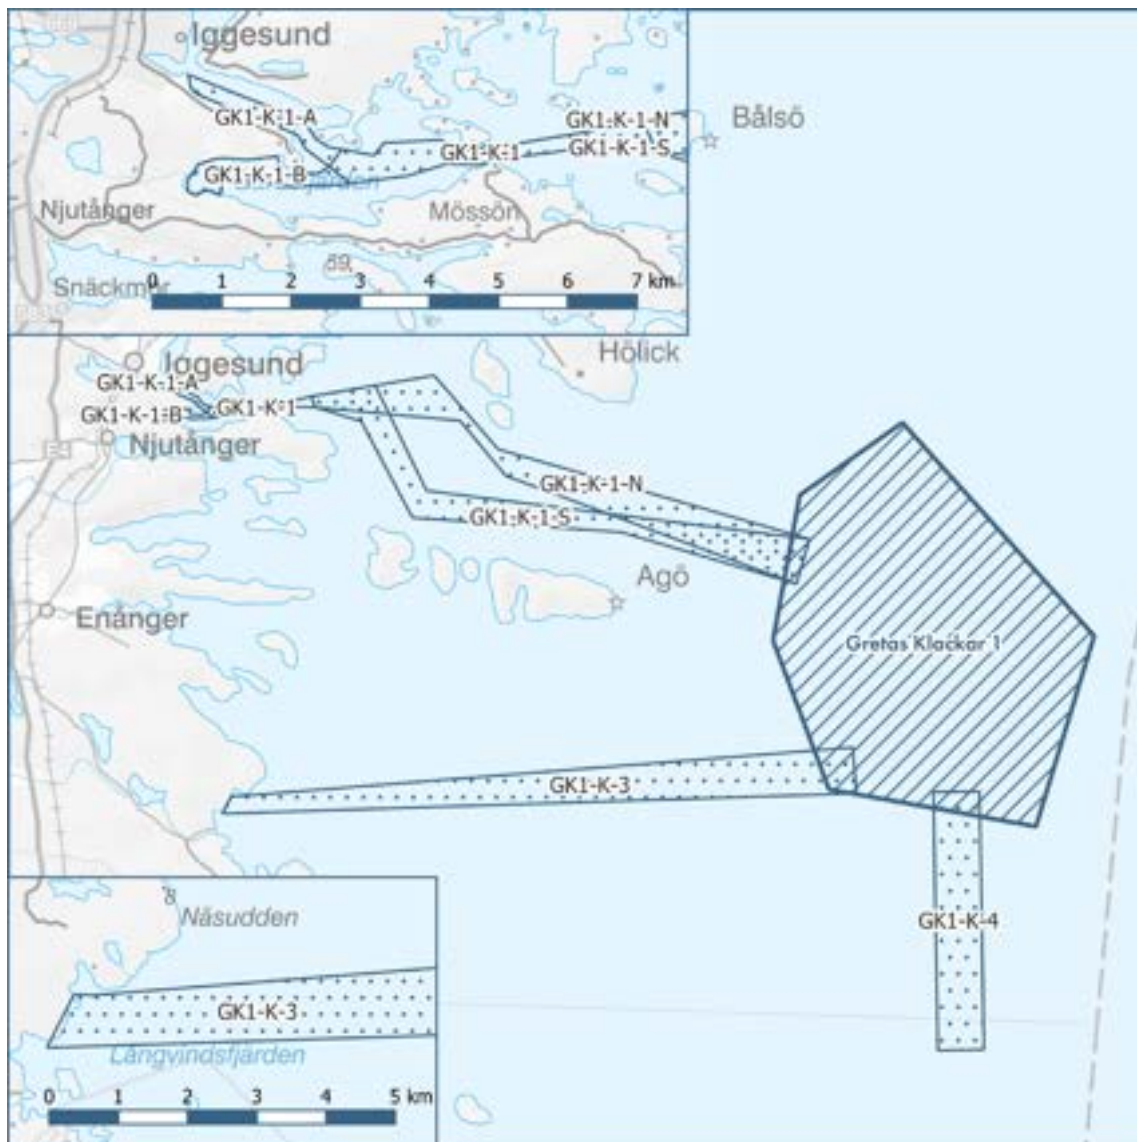 Iggesund
GK1-K-1-A
GK1-K-1-N
Bålsö
GK1-K-1
GK1-K-1-S
GK1-K-1-B
Njutånger
Mössön
59
0 1 2 3 4 5 6 7 km
Hölick
Iggesund
GK1-K-1-A
GK1-K-1-B
GK1-K-1
E4
Njutånger
GK1-K-1-N
GK1-K-1-S
Agö
Enånger
Gretas Klackar 1
GK1-K-3
GK1-K-4
8
Näsudden
GK1-K-3
Långvindsfjärden
0 1 2 3 4 5 km